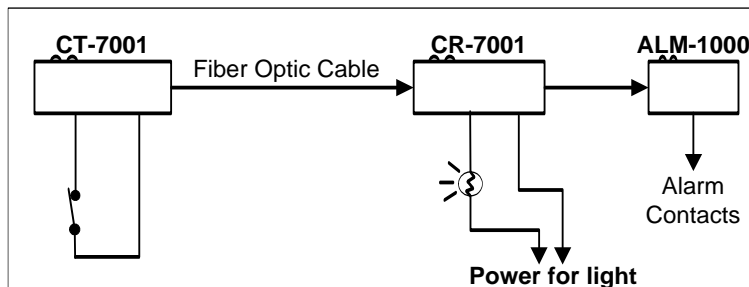 CT-7001
CR-7001
ALM-1000
Fiber Optic Cable
Alarm
Contacts
Power for light